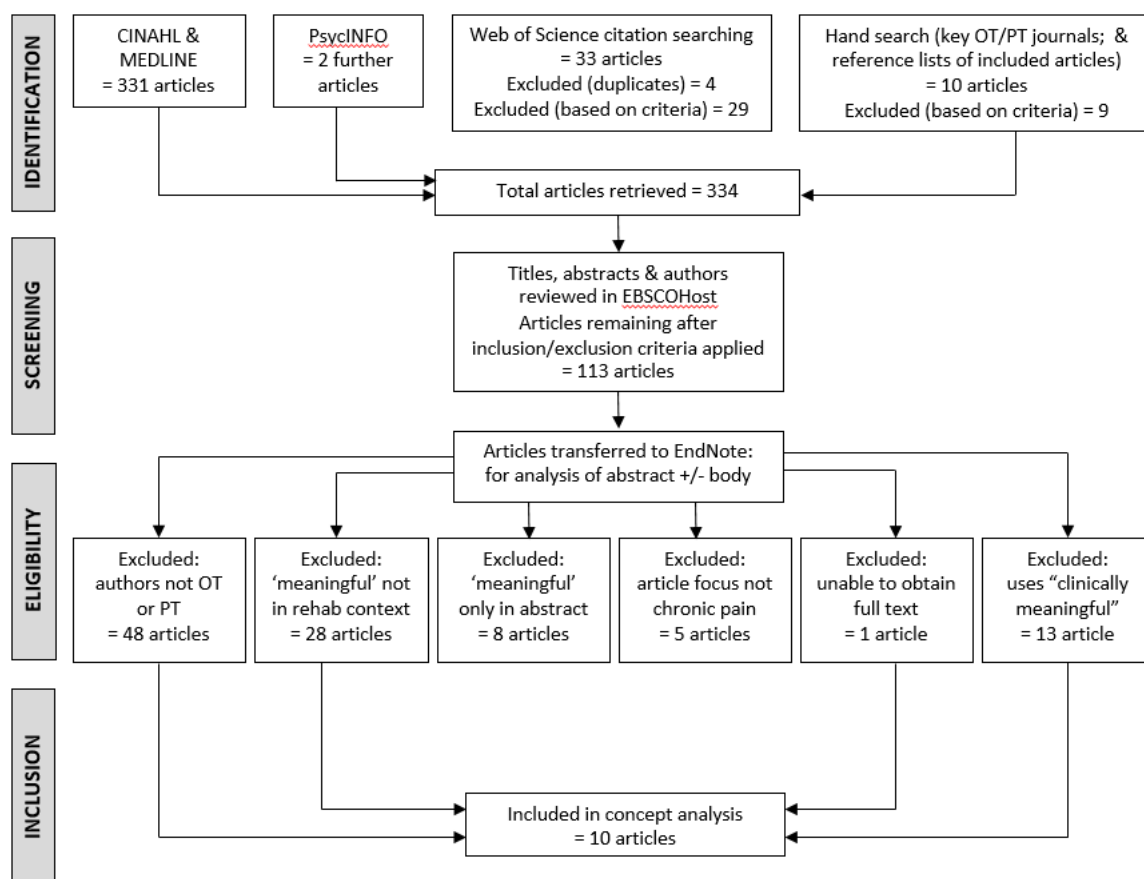 IDENTIFICATION
CINAHL &
MEDLINE
= 331 articles
PsycINFO
= 2 further
articles
Web of Science citation searching
= 33 articles
Excluded (duplicates) = 4
Excluded (based on criteria) = 29
Hand search (key OT/PT journals;  &
reference lists of included articles)
= 10 articles
Excluded (based on criteria) = 9
Total articles retrieved = 334
SCREENING
Titles, abstracts & authors
reviewed in EBSCOHost
Articles remaining after
inclusion/exclusion criteria applied
= 113 articles
ELIGIBILITY
Articles transferred to EndNote:
for analysis of abstract +/- body
Excluded:
authors not OT
or PT
= 48 articles
Excluded:
‘meaningful’ not
in rehab context
= 28 articles
Excluded:
‘meaningful’
only in abstract
= 8 articles
Excluded:
article focus not
chronic pain
= 5 articles
Excluded:
unable to obtain
full text
= 1 article
Excluded:
uses “clinically
meaningful”
= 13 article
INCLUSION
Included in concept analysis
= 10 articles